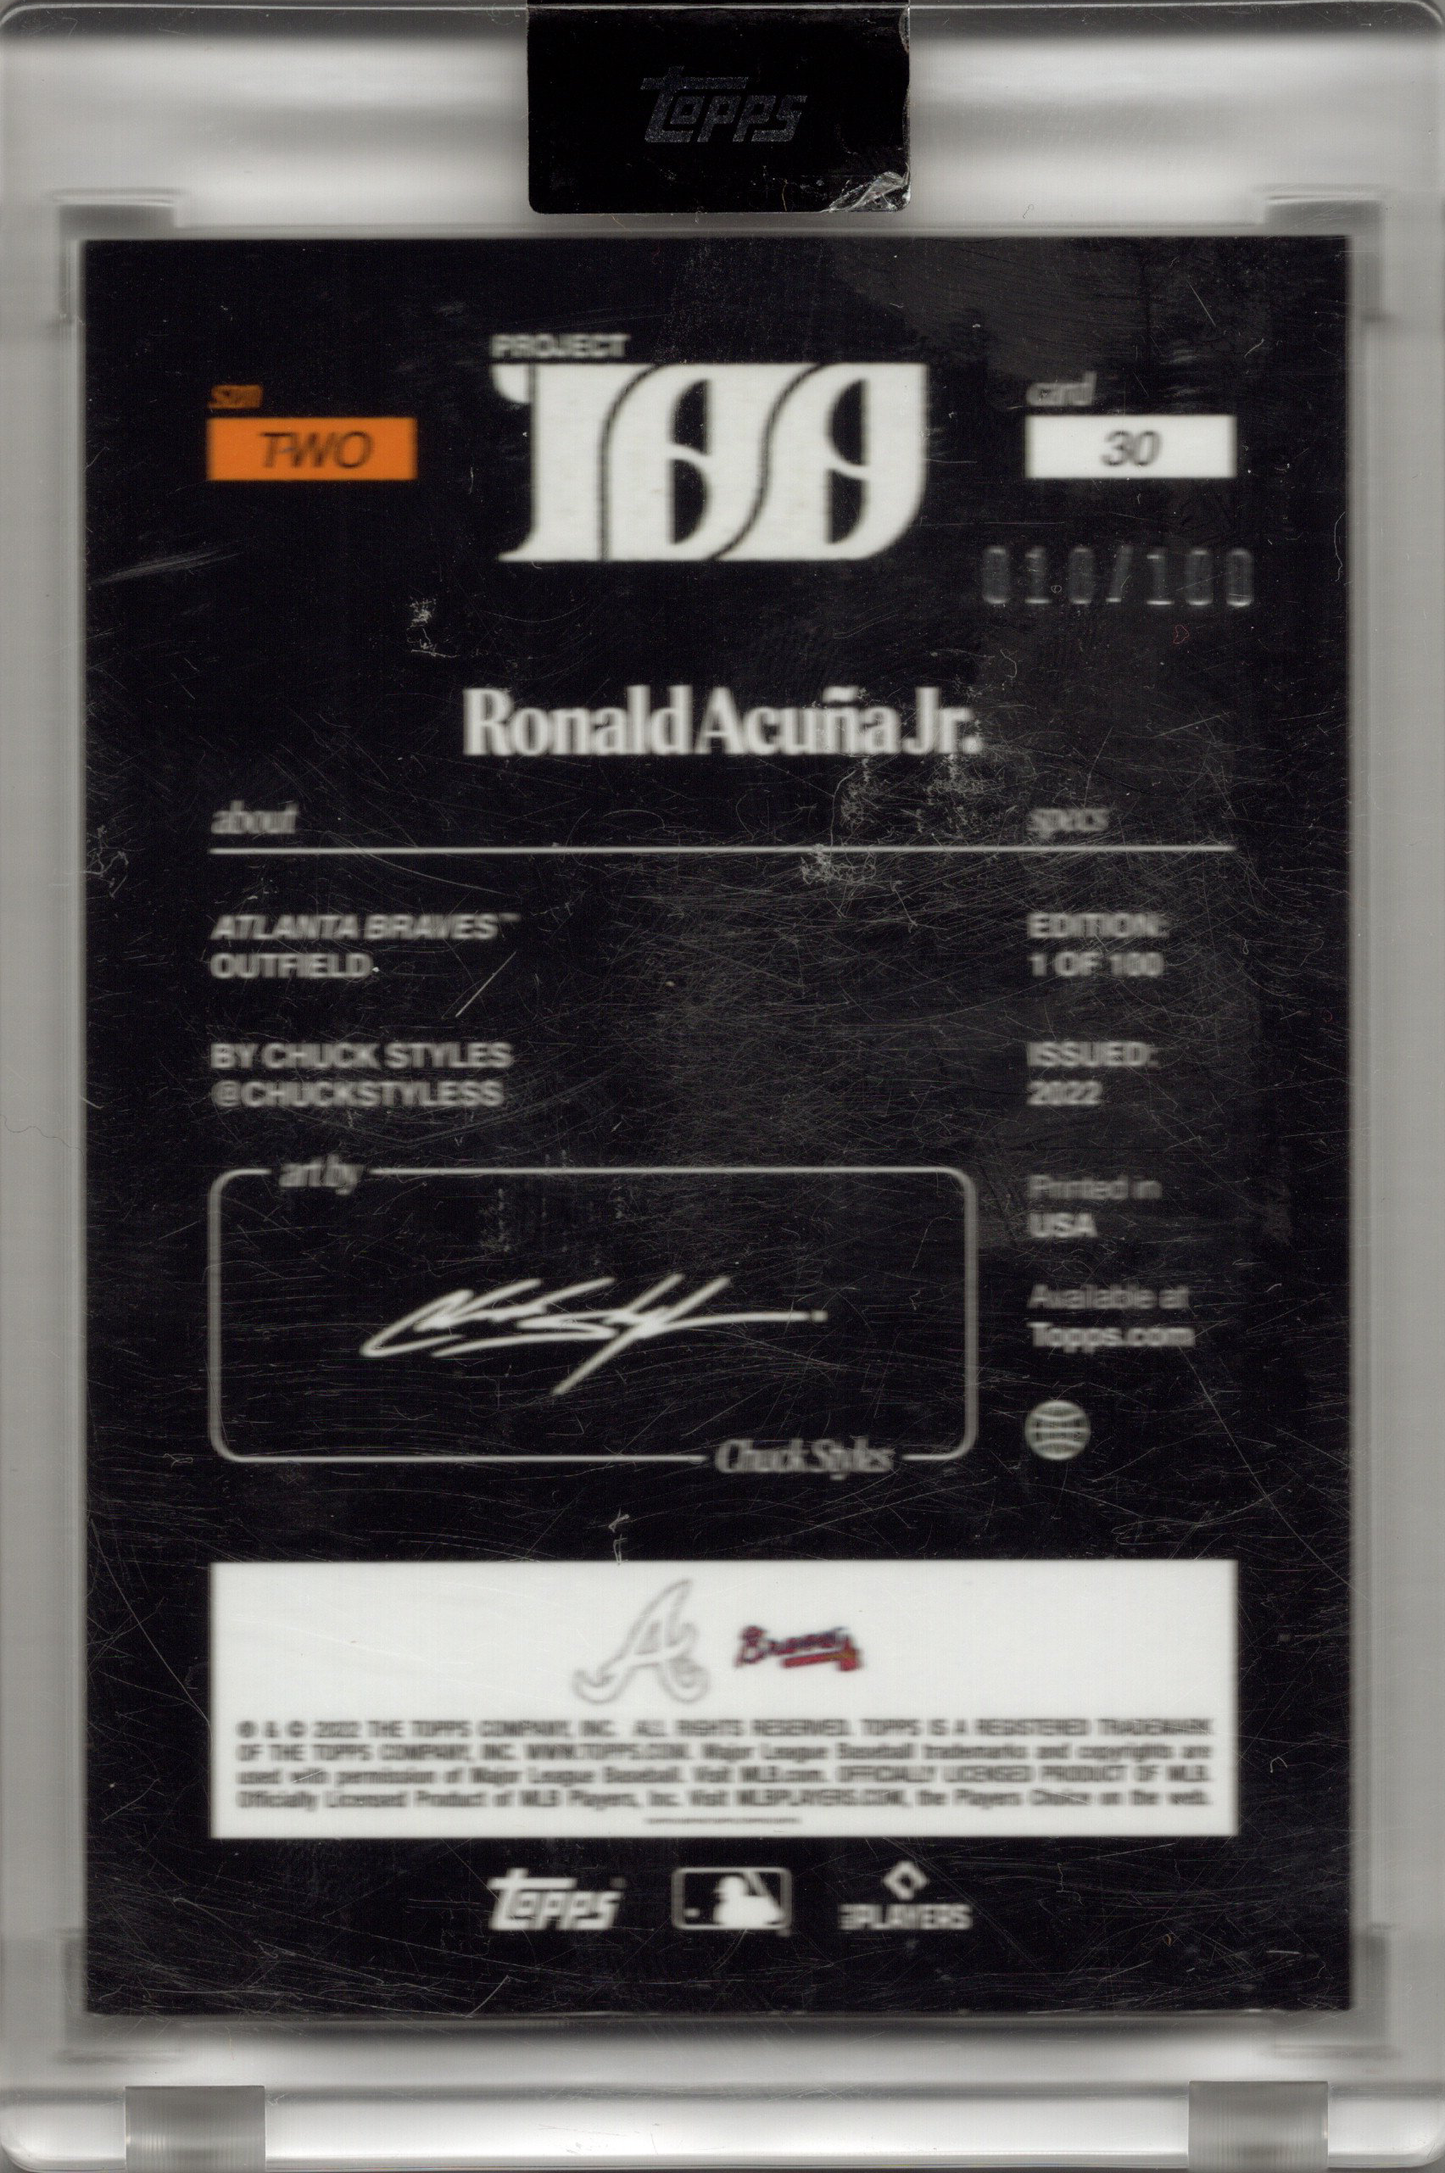 topps
PROJECT
100
TWO
card
30
010/100
Ronald Acuña Jr.
about
specs
ATLANTA BRAVES™
OUTFIELD
EDITION:
1 OF 100
BY CHUCK STYLES
@CHUCKSTYLESS
ISSUED:
2022
art by
Printed in
USA
Available at
Topps.com
Chuck Styles
A
Braves
® & © 2022 THE TOPPS COMPANY, INC. ALL RIGHTS RESERVED. TOPPS IS A REGISTERED TRADEMARK
OF THE TOPPS COMPANY, INC. WWW.TOPPS.COM. Major League Baseball trademarks and copyrights are
used with permission of Major League Baseball. Visit MLB.com. OFFICIALLY LICENSED PRODUCT OF MLB
Officially Licensed Product of MLB Players, Inc. Visit MLBPLAYERS.COM, the Players Choice on the web.
topps
PLAYERS